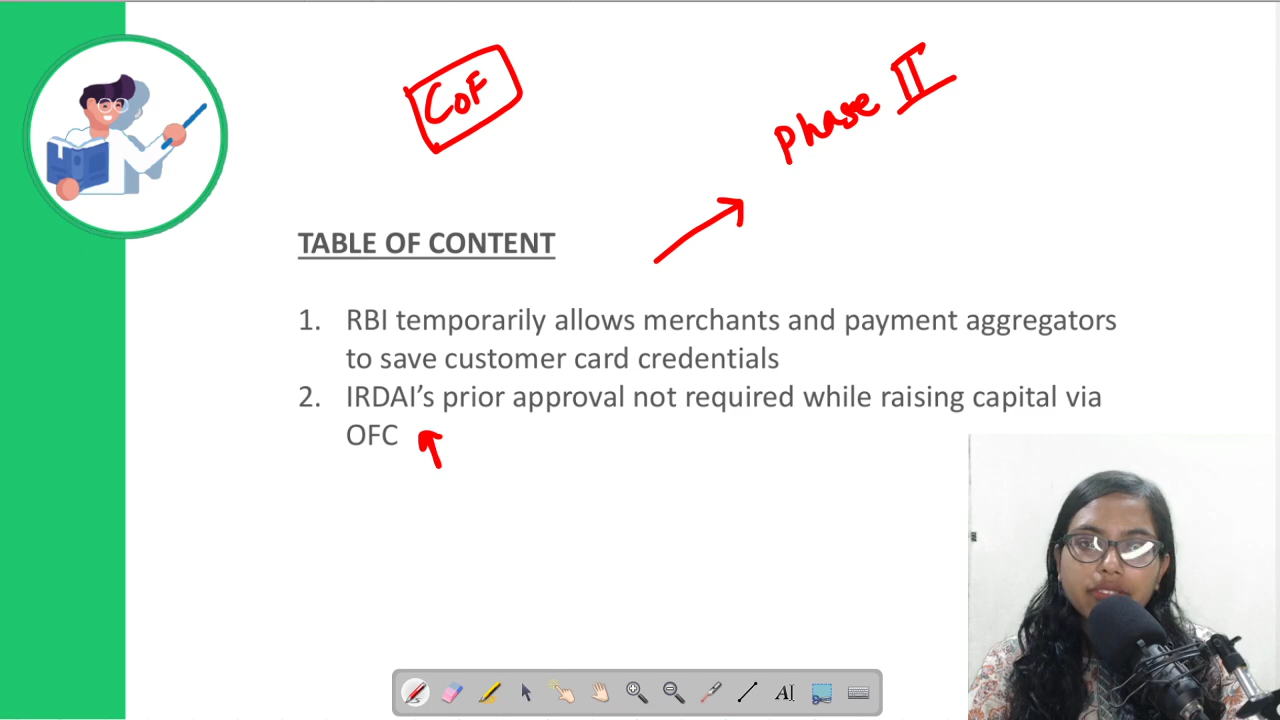 CoF
Phase II
TABLE OF CONTENT
1. RBI temporarily allows merchants and payment aggregators
to save customer card credentials
2. IRDAI’s prior approval not required while raising capital via
OFC
AI